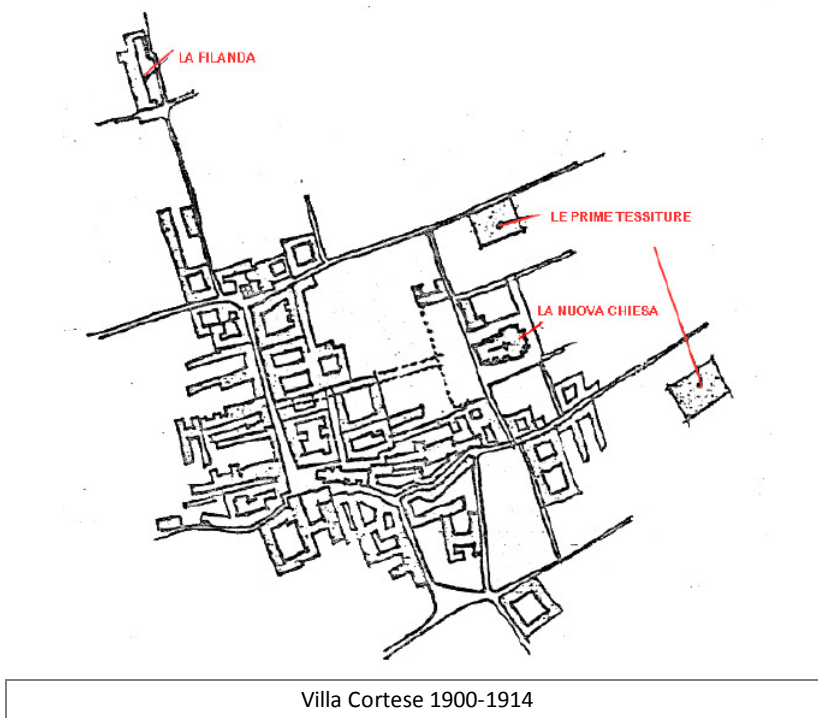 LA FILANDA
LE PRIME TESSITURE
LA NUOVA CHIESA
Villa Cortese 1900-1914